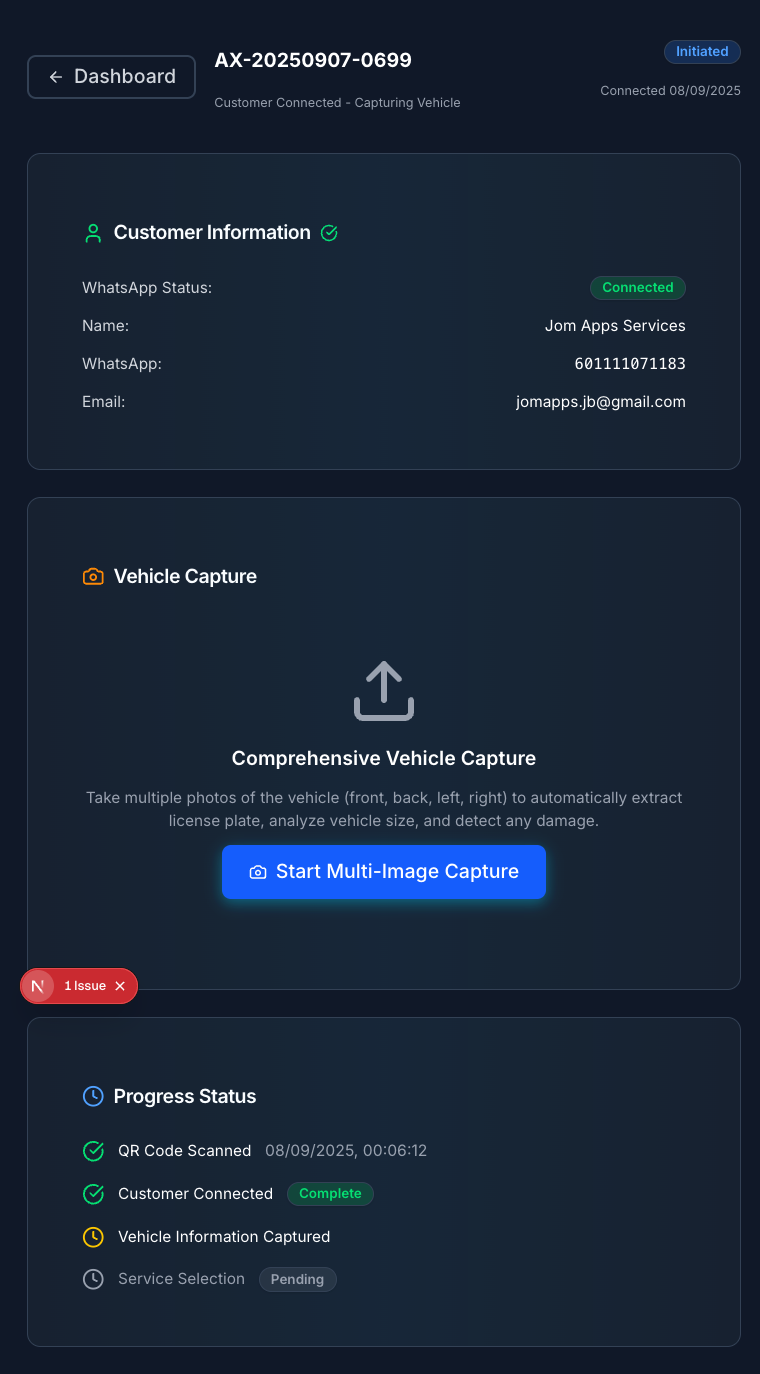 Dashboard
AX-20250907-0699
Customer Connected - Capturing Vehicle
Initiated
Connected 08/09/2025
Customer Information
WhatsApp Status:
Connected
Name:
Jom Apps Services
WhatsApp:
601111071183
Email:
jomapps.jb@gmail.com
Vehicle Capture
Comprehensive Vehicle Capture
Take multiple photos of the vehicle (front, back, left, right) to automatically extract
license plate, analyze vehicle size, and detect any damage.
Start Multi-Image Capture
N 1 Issue
Progress Status
QR Code Scanned 08/09/2025, 00:06:12
Customer Connected Complete
Vehicle Information Captured
Service Selection Pending